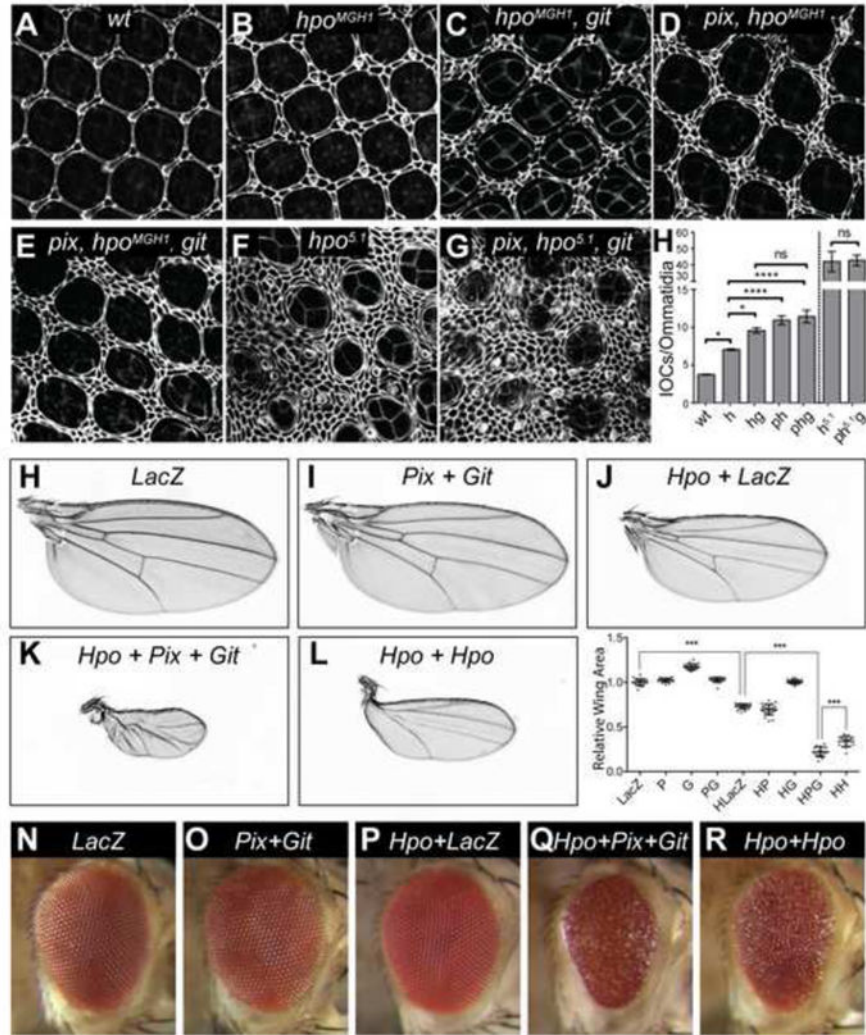 A wt
B hpo^MGH1
C hpo^MGH1, git
D pix, hpo^MGH1
E pix, hpo^MGH1, git
F hpo^5.1
G pix, hpo^5.1, git
H
IOCs/Ommatidia
60
50
40
30
15
10
5
0
*
*
****
****
ns
ns
wt
h
hg
ph
phg
h^5.1
ph^5.1g
H LacZ
I Pix + Git
J Hpo + LacZ
K Hpo + Pix + Git
L Hpo + Hpo
Relative Wing Area
1.5
1.0
0.5
0.0
***
***
***
LacZ
P
G
PG
HLacZ
HP
HG
HPG
HH
N LacZ
O Pix+Git
P Hpo+LacZ
Q Hpo+Pix+Git
R Hpo+Hpo